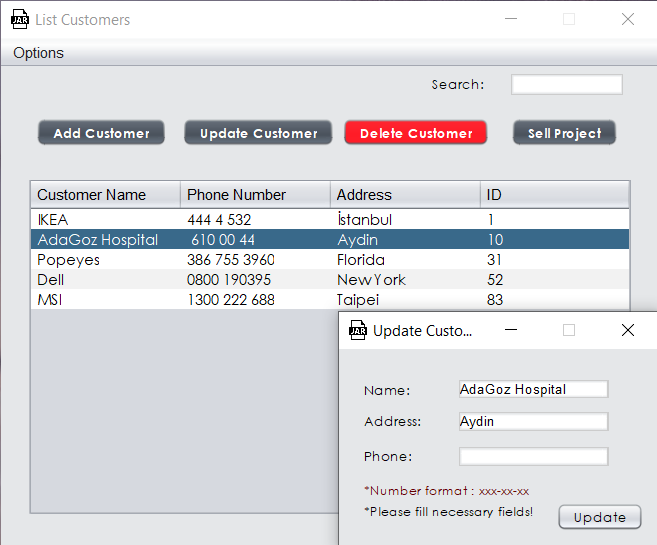 JAR List Customers
Options
Search:
Add Customer Update Customer Delete Customer Sell Project
Customer Name Phone Number Address ID
IKEA 444 4 532 İstanbul 1
AdaGoz Hospital 610 00 44 Aydin 10
Popeyes 386 755 3960 Florida 31
Dell 0800 190395 New York 52
MSI 1300 222 688 Taipei 83
JAR Update Custo...
Name: AdaGoz Hospital
Address: Aydin
Phone:
*Number format : xxx-xx-xx
*Please fill necessary fields!
Update